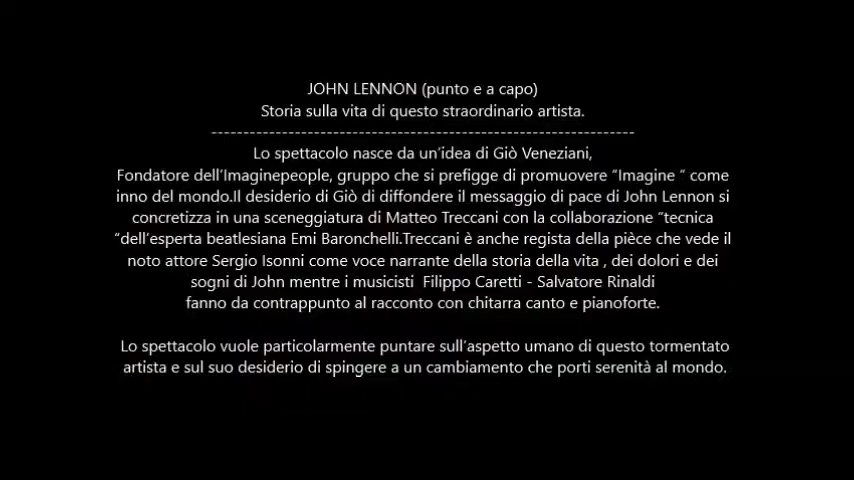 JOHN LENNON (punto e a capo)
Storia sulla vita di questo straordinario artista.
------------------------------------------------------------------
Lo spettacolo nasce da un'idea di Giò Veneziani,
Fondatore dell'Imaginepeople, gruppo che si prefigge di promuovere "Imagine " come
inno del mondo.Il desiderio di Giò di diffondere il messaggio di pace di John Lennon si
concretizza in una sceneggiatura di Matteo Treccani con la collaborazione "tecnica
"dell'esperta beatlesiana Emi Baronchelli.Treccani è anche regista della pièce che vede il
noto attore Sergio Isonni come voce narrante della storia della vita , dei dolori e dei
sogni di John mentre i musicisti  Filippo Caretti - Salvatore Rinaldi
fanno da contrappunto al racconto con chitarra canto e pianoforte.
Lo spettacolo vuole particolarmente puntare sull'aspetto umano di questo tormentato
artista e sul suo desiderio di spingere a un cambiamento che porti serenità al mondo.